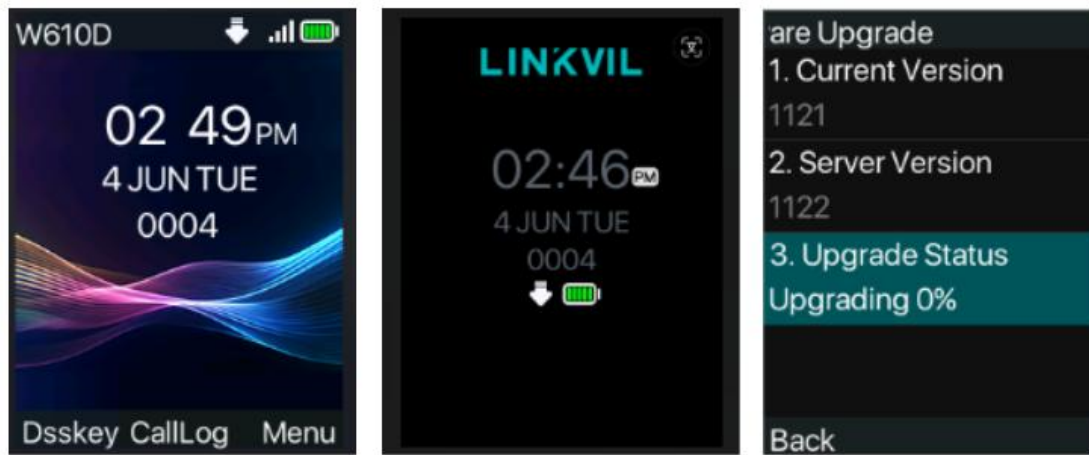 W610D
02 49PM
4 JUN TUE
0004
Dsskey CallLog Menu
LINKVIL
02:46PM
4 JUN TUE
0004
are Upgrade
1. Current Version
1121
2. Server Version
1122
3. Upgrade Status
Upgrading 0%
Back